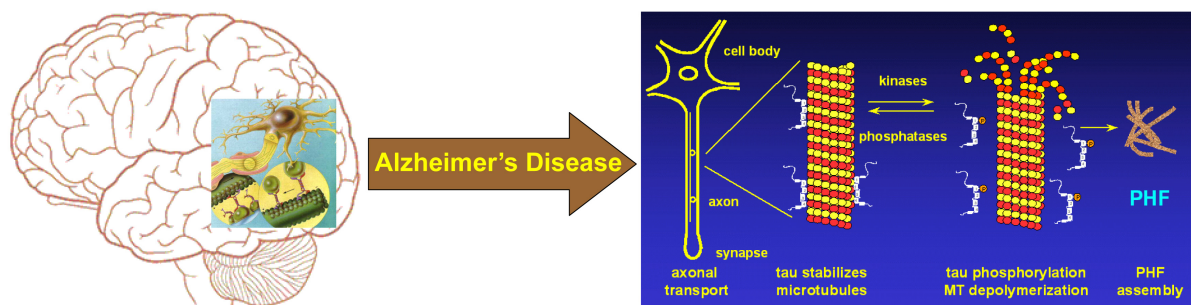 Alzheimer's Disease
cell body
kinases
phosphatases
axon
synapse
PHF
axonal
transport
tau stabilizes
microtubules
tau phosphorylation
MT depolymerization
PHF
assembly